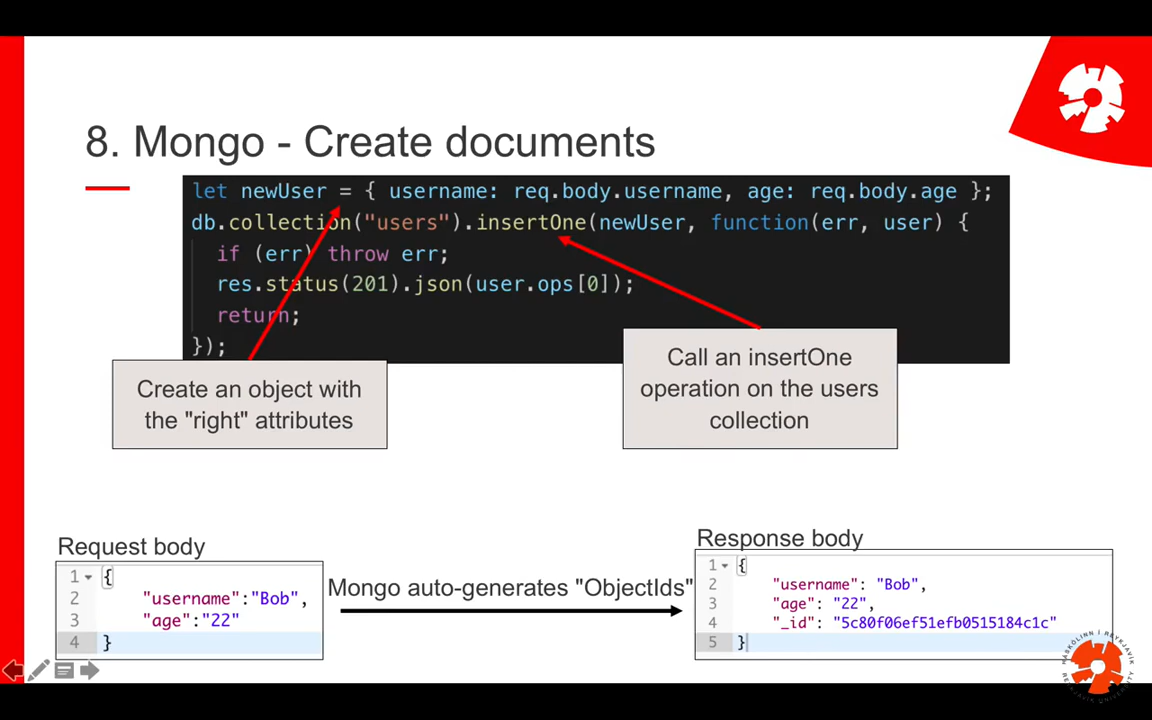 8. Mongo - Create documents
let newUser = { username: req.body.username, age: req.body.age };
db.collection("users").insertOne(newUser, function(err, user) {
if (err) throw err;
res.status(201).json(user.ops[0]);
return;
});
Create an object with
the "right" attributes
Call an insertOne
operation on the users
collection
Request body
1 {
2 "username":"Bob",
3 "age":"22"
4 }
Mongo auto-generates "ObjectIds"
Response body
1 {
2 "username": "Bob",
3 "age": "22",
4 "_id": "5c80f06ef51efb0515184c1c"
5 }
HÁSKÓLINN Í REYKJAVÍK
REYKJAVIK UNIVERSITY